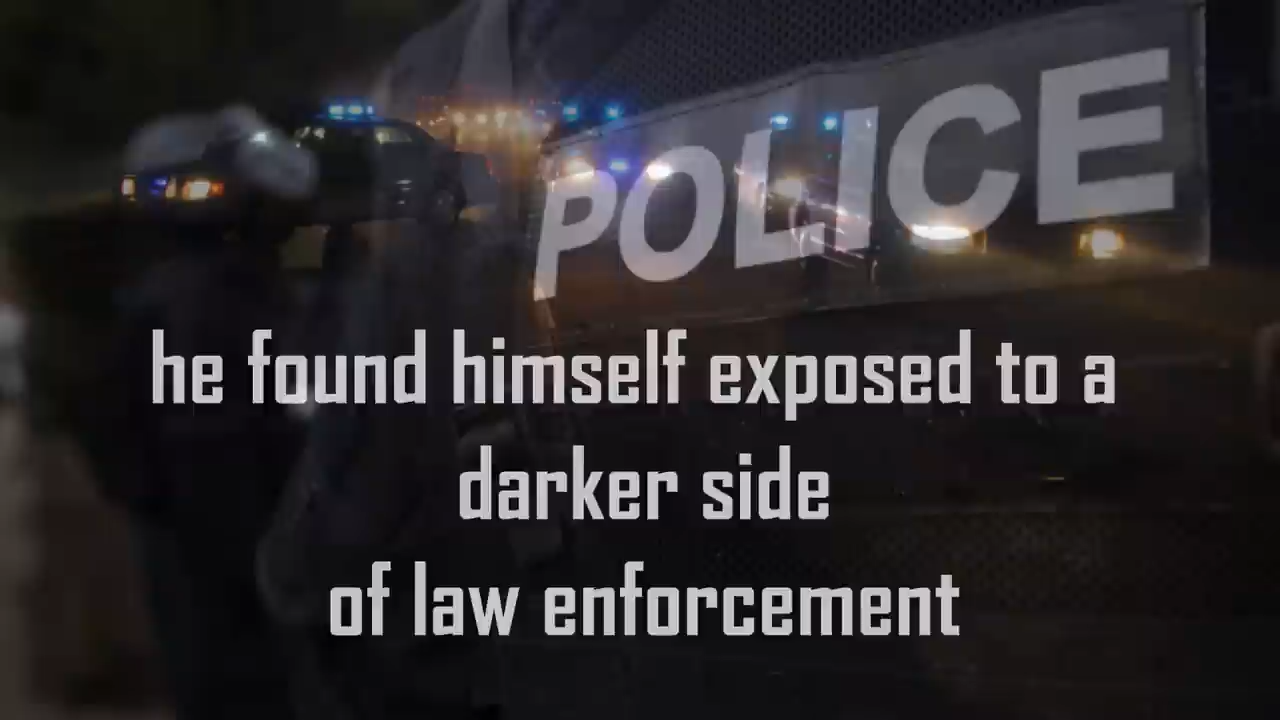 POLICE
he found himself exposed to a
darker side
of law enforcement